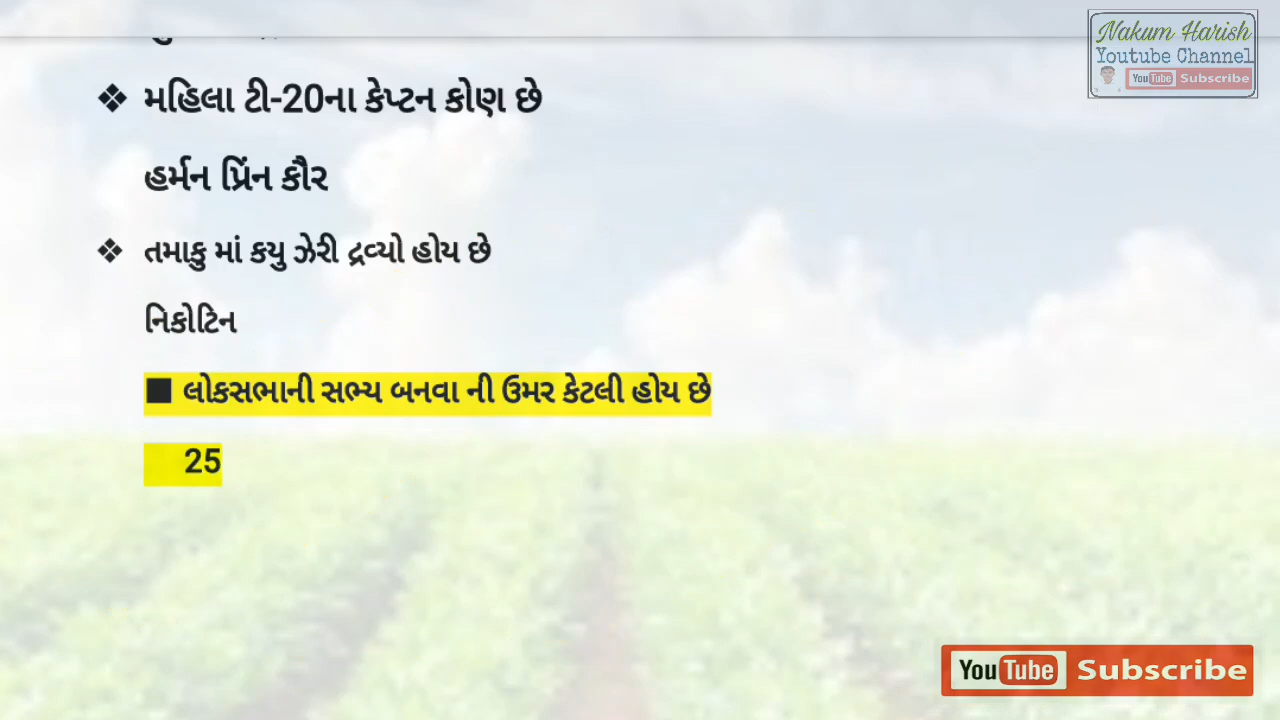 Nakum Harish
Youtube Channel
YouTube Subscribe
❖ મહિલા ટી-20ના કેપ્ટન કોણ છે
હર્મન પ્રિંન કૌર
❖ તમાકુ માં કયુ ઝેરી દ્રવ્યો હોય છે
નિકોટિન
■ લોકસભાની સભ્ય બનવા ની ઉમર કેટલી હોય છે
25
YouTube Subscribe